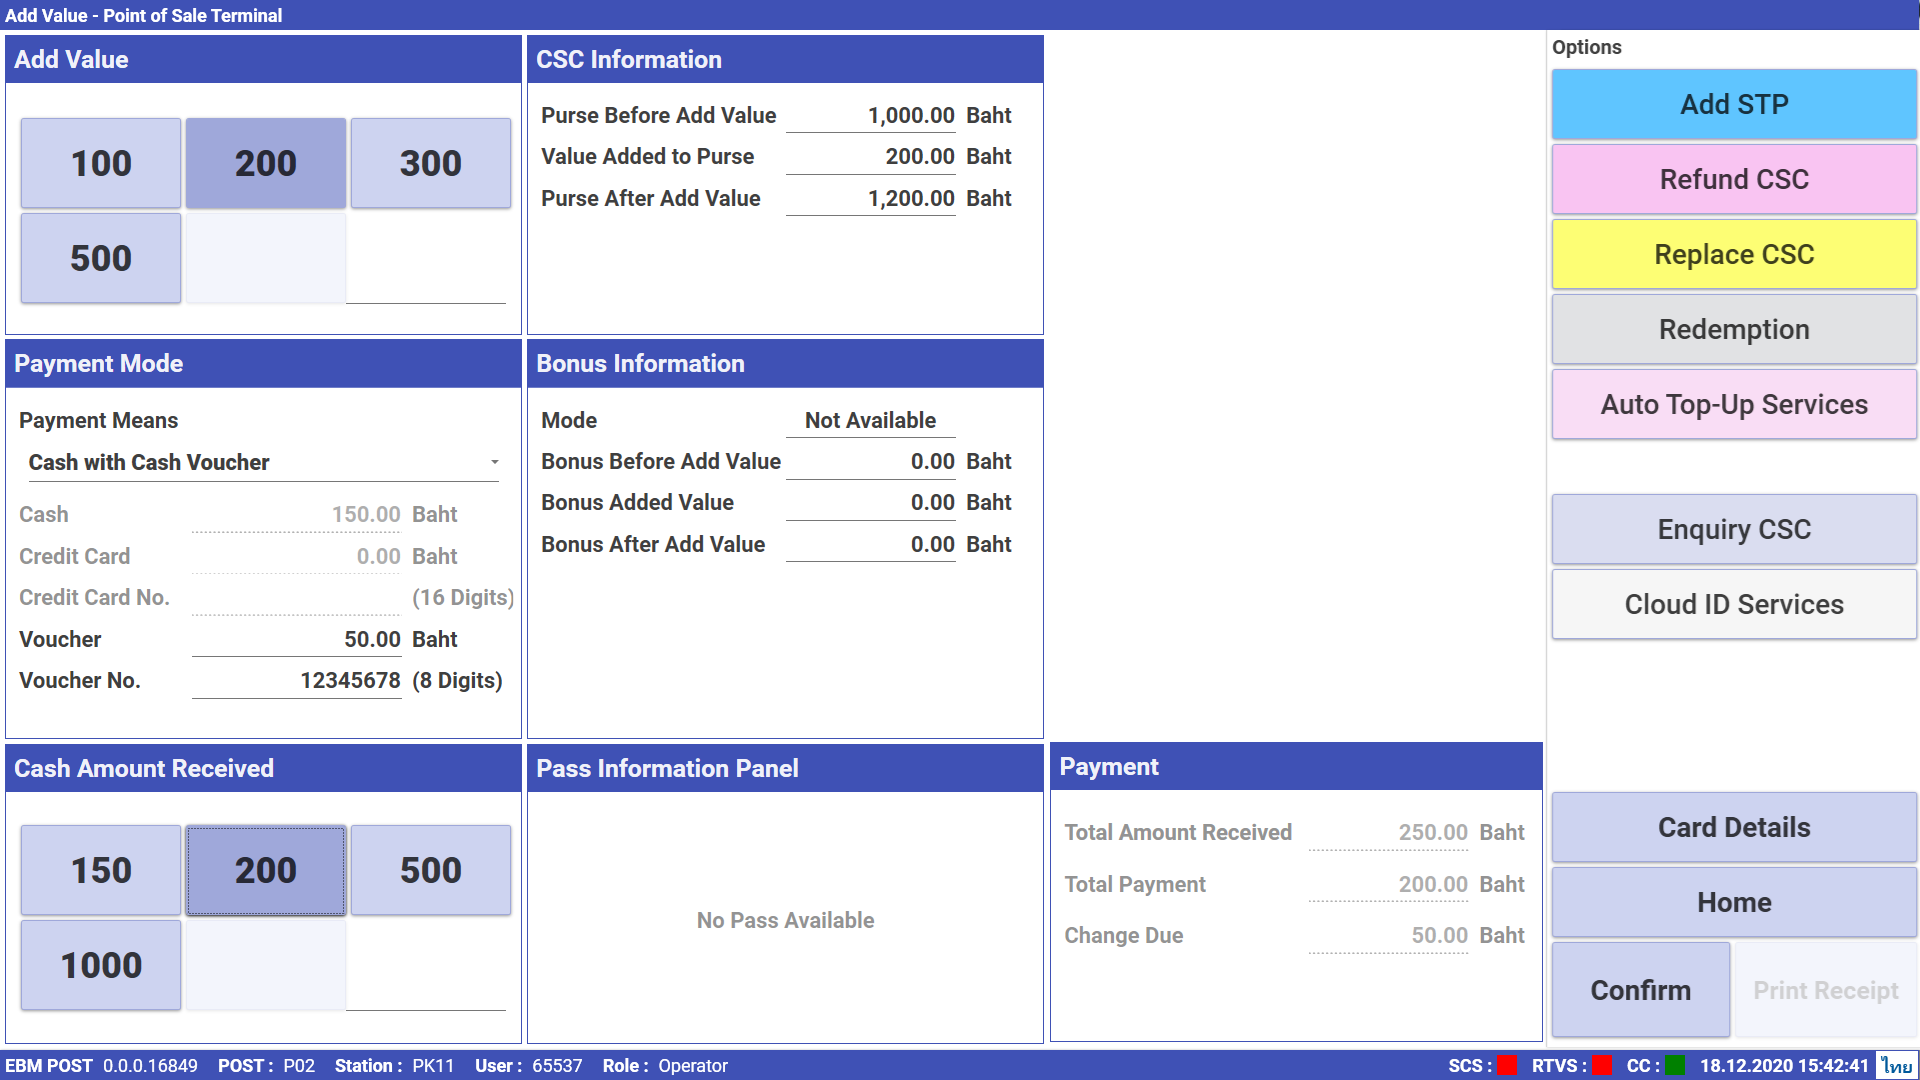 Add Value - Point of Sale Terminal
Add Value
100
200
300
500
CSC Information
Purse Before Add Value 1,000.00 Baht
Value Added to Purse 200.00 Baht
Purse After Add Value 1,200.00 Baht
Payment Mode
Payment Means
Cash with Cash Voucher
Cash 150.00 Baht
Credit Card 0.00 Baht
Credit Card No. (16 Digits)
Voucher 50.00 Baht
Voucher No. 12345678 (8 Digits)
Bonus Information
Mode Not Available
Bonus Before Add Value 0.00 Baht
Bonus Added Value 0.00 Baht
Bonus After Add Value 0.00 Baht
Cash Amount Received
150
200
500
1000
Pass Information Panel
No Pass Available
Payment
Total Amount Received 250.00 Baht
Total Payment 200.00 Baht
Change Due 50.00 Baht
Options
Add STP
Refund CSC
Replace CSC
Redemption
Auto Top-Up Services
Enquiry CSC
Cloud ID Services
Card Details
Home
Confirm
Print Receipt
EBM POST 0.0.0.16849 POST : P02 Station : PK11 User : 65537 Role : Operator SCS : RTVS : CC : 18.12.2020 15:42:41 ไทย